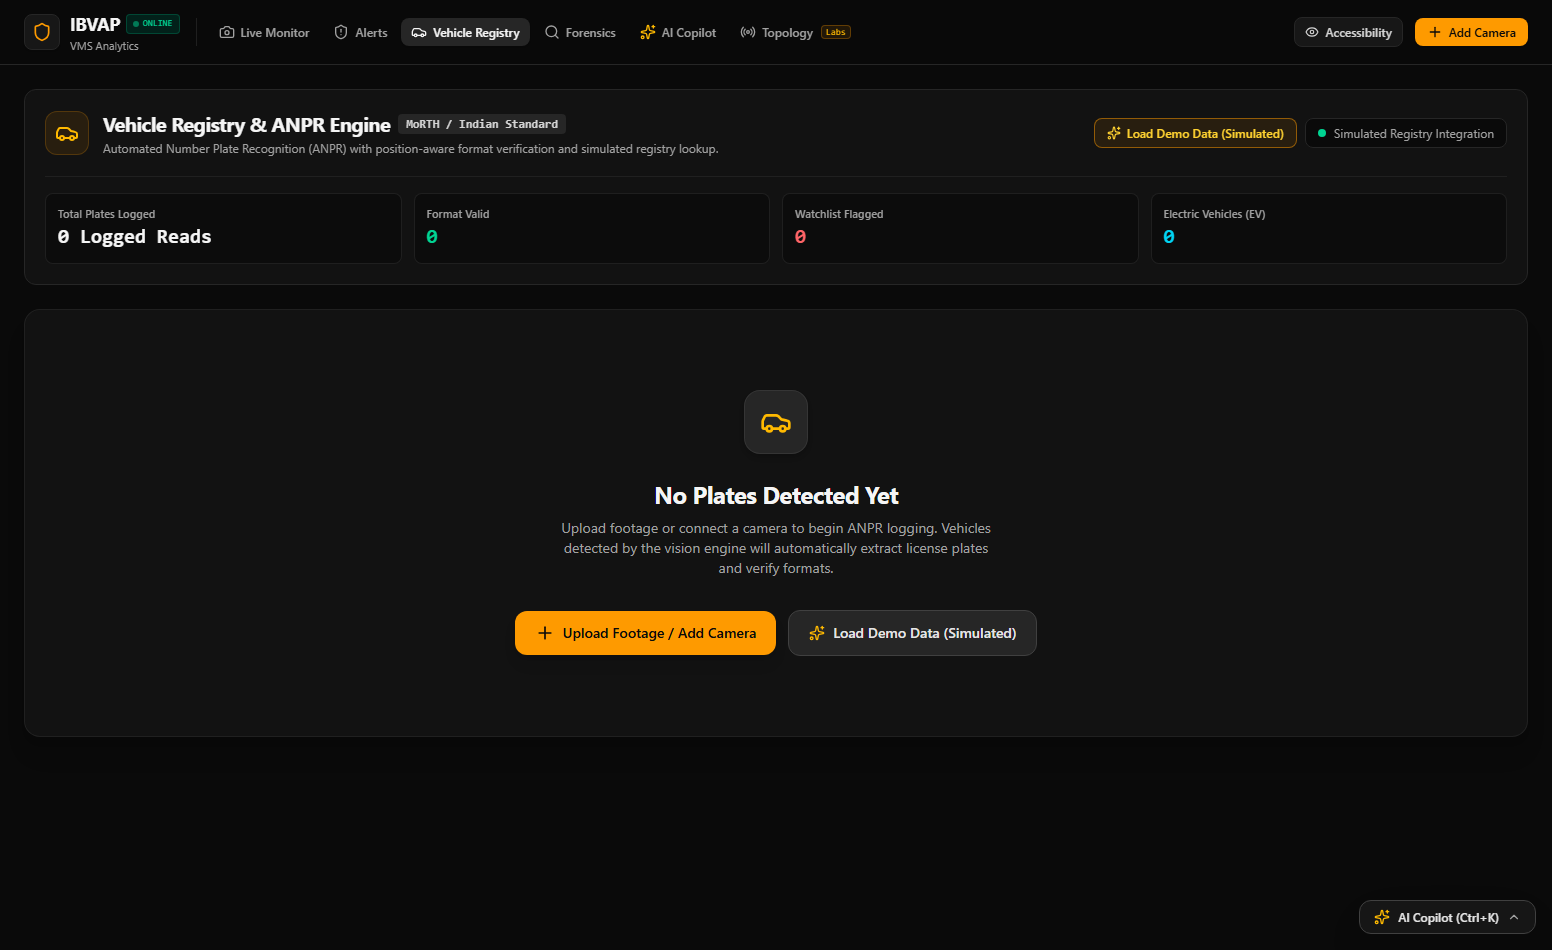 IBVAP
ONLINE
VMS Analytics
Live Monitor
Alerts
Vehicle Registry
Forensics
AI Copilot
Topology
Labs
Accessibility
Add Camera
Vehicle Registry & ANPR Engine
MoRTH / Indian Standard
Automated Number Plate Recognition (ANPR) with position-aware format verification and simulated registry lookup.
Load Demo Data (Simulated)
Simulated Registry Integration
Total Plates Logged
0 Logged Reads
Format Valid
0
Watchlist Flagged
0
Electric Vehicles (EV)
0
No Plates Detected Yet
Upload footage or connect a camera to begin ANPR logging. Vehicles
detected by the vision engine will automatically extract license plates
and verify formats.
Upload Footage / Add Camera
Load Demo Data (Simulated)
AI Copilot (Ctrl+K)